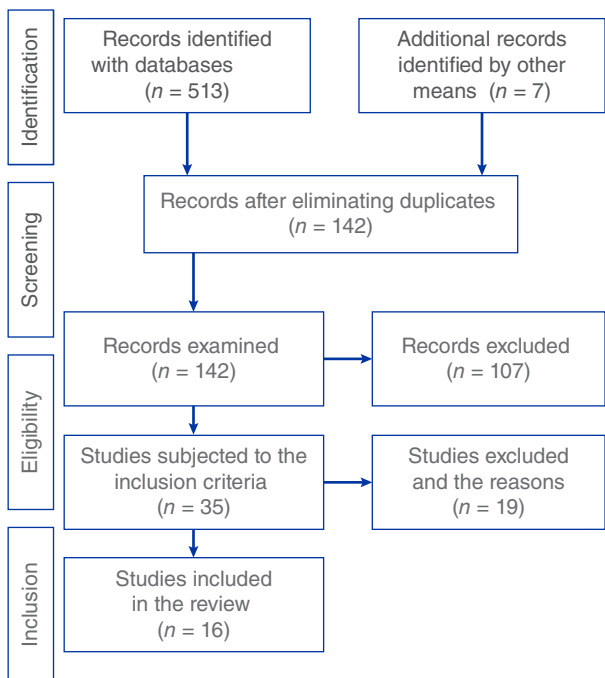 Identification
Records identified
with databases
(n = 513)
Additional records
identified by other
means (n = 7)
Screening
Records after eliminating duplicates
(n = 142)
Records examined
(n = 142)
Records excluded
(n = 107)
Eligibility
Studies subjected to the
inclusion criteria
(n = 35)
Studies excluded
and the reasons
(n = 19)
Inclusion
Studies included
in the review
(n = 16)